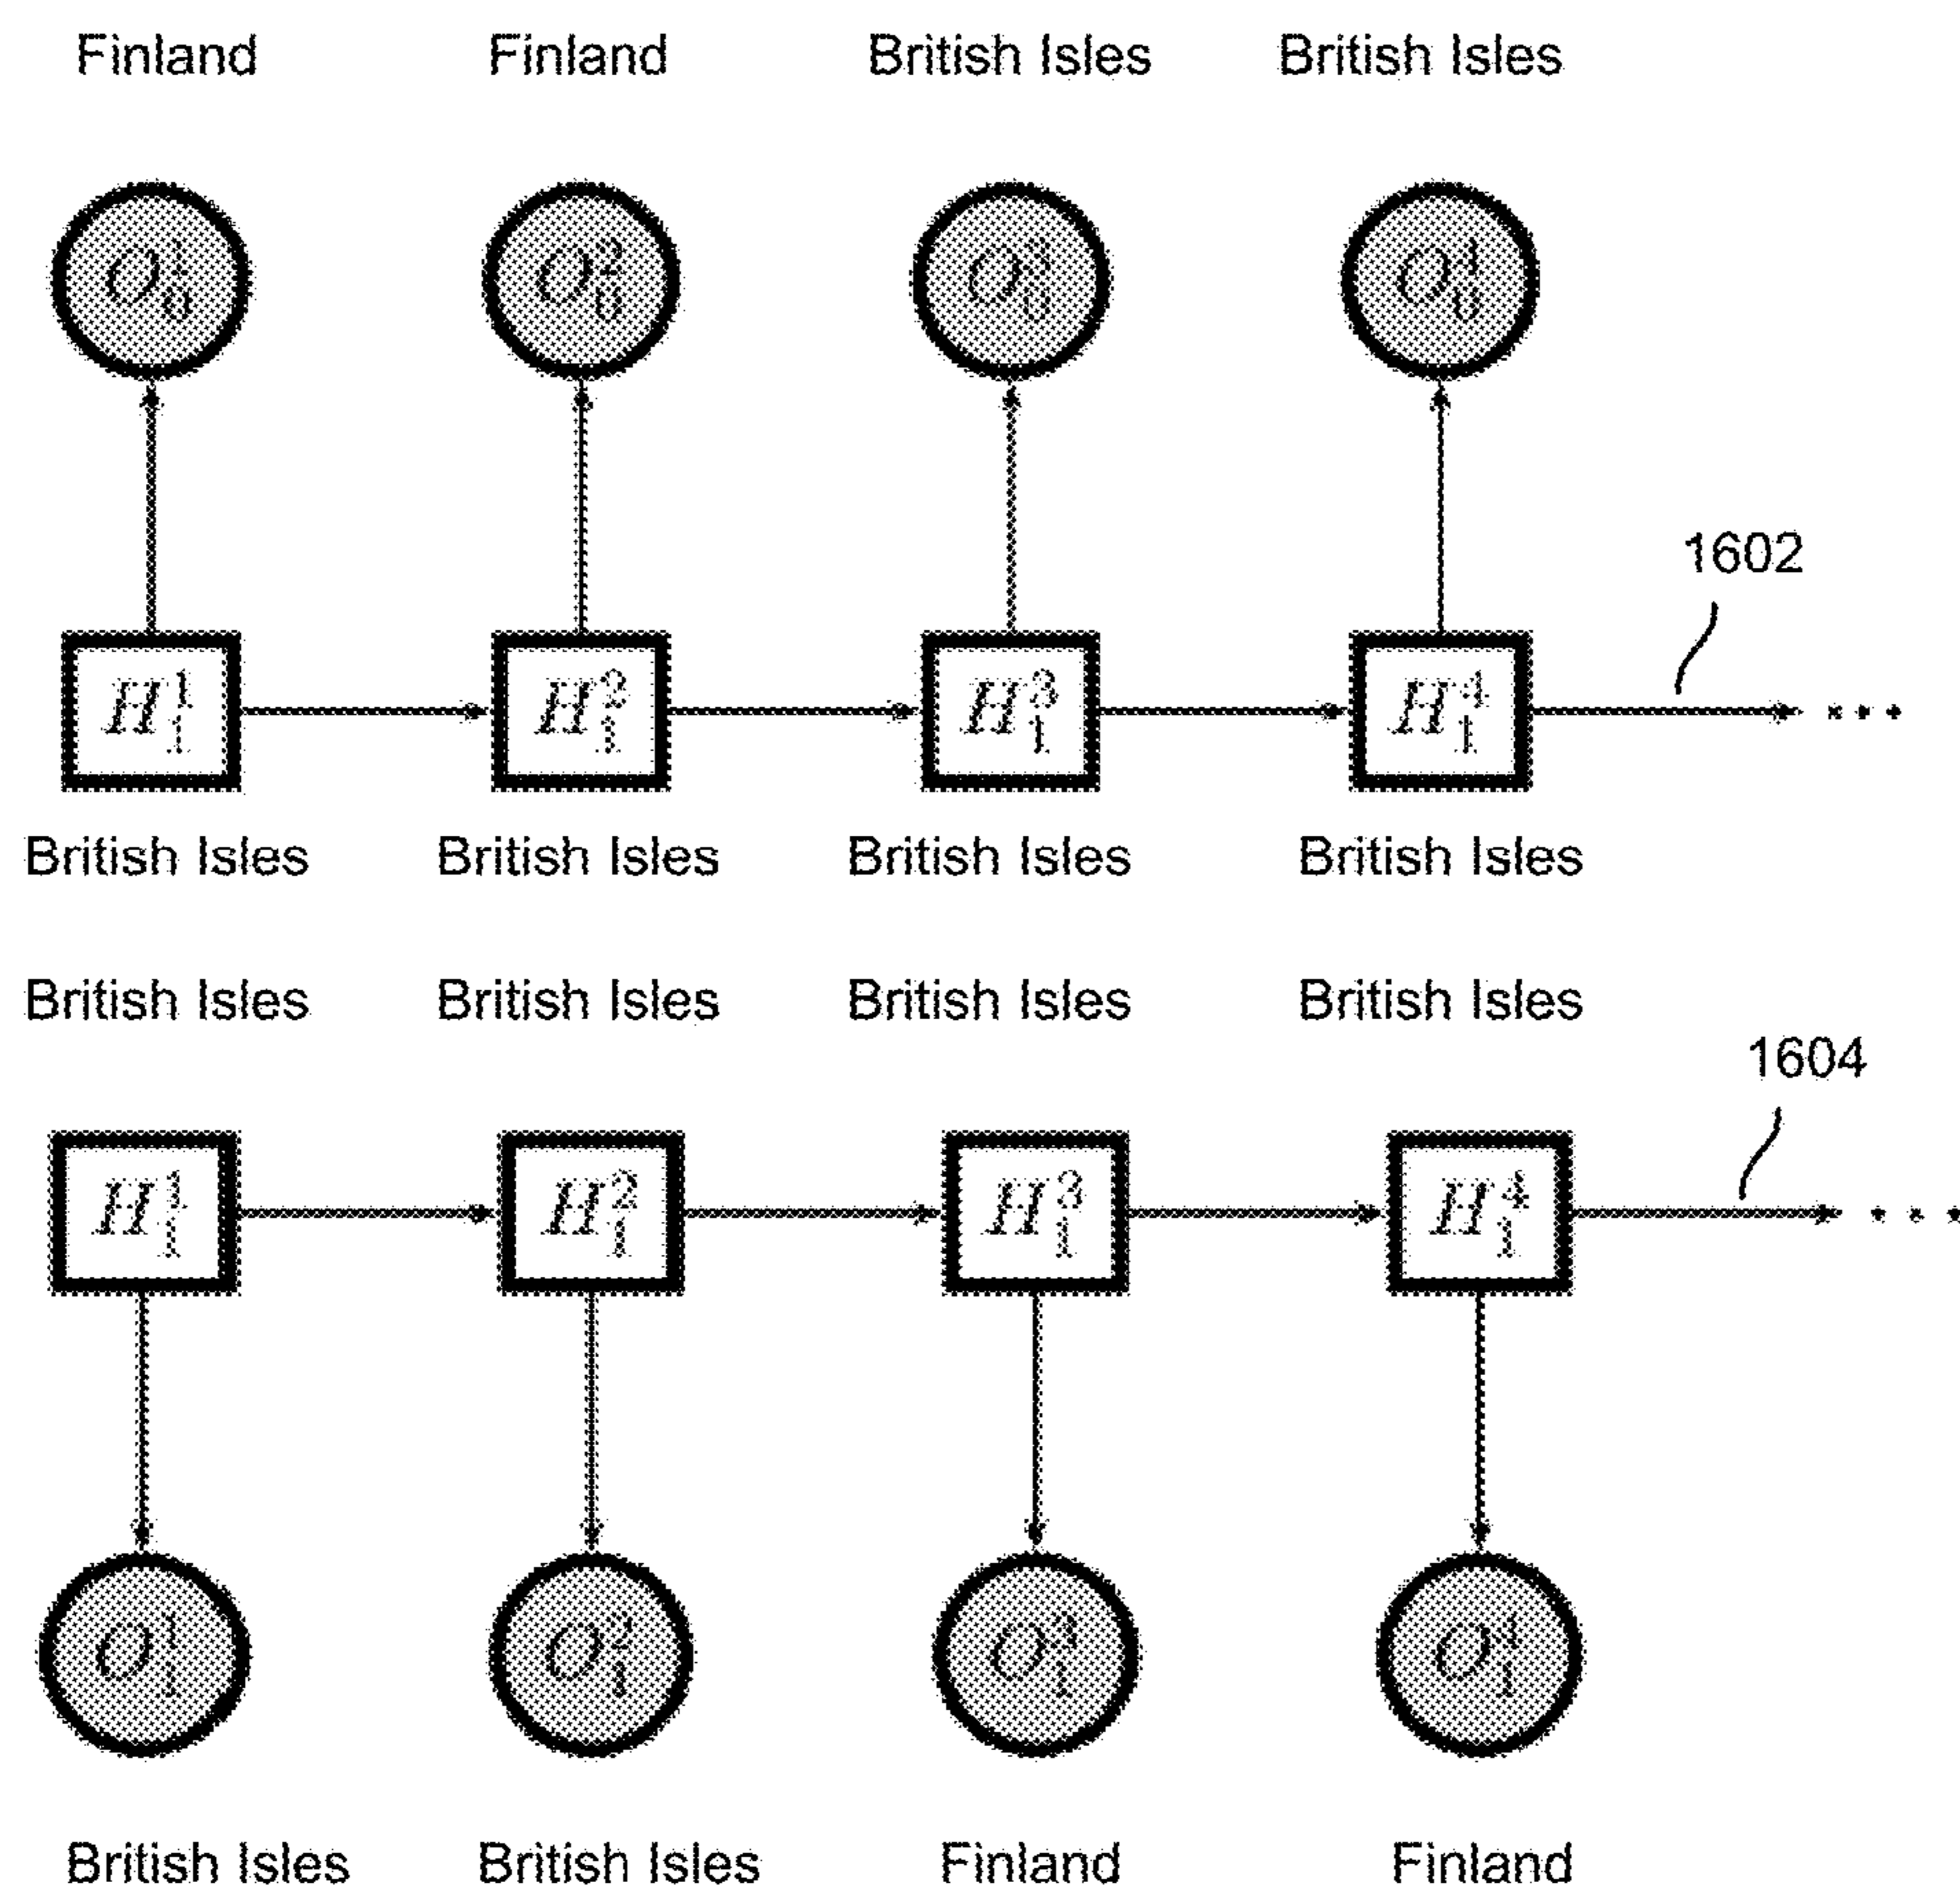 Finland Finland British Isles British Isles
O_0^1 O_0^2 O_0^3 O_0^4
1602
H_1^1 H_1^2 H_1^3 H_1^4 ...
British Isles British Isles British Isles British Isles
British Isles British Isles British Isles British Isles
1604
H_1^1 H_1^2 H_1^3 H_1^4 ...
O_1^1 O_1^2 O_1^3 O_1^4
British Isles British Isles Finland Finland